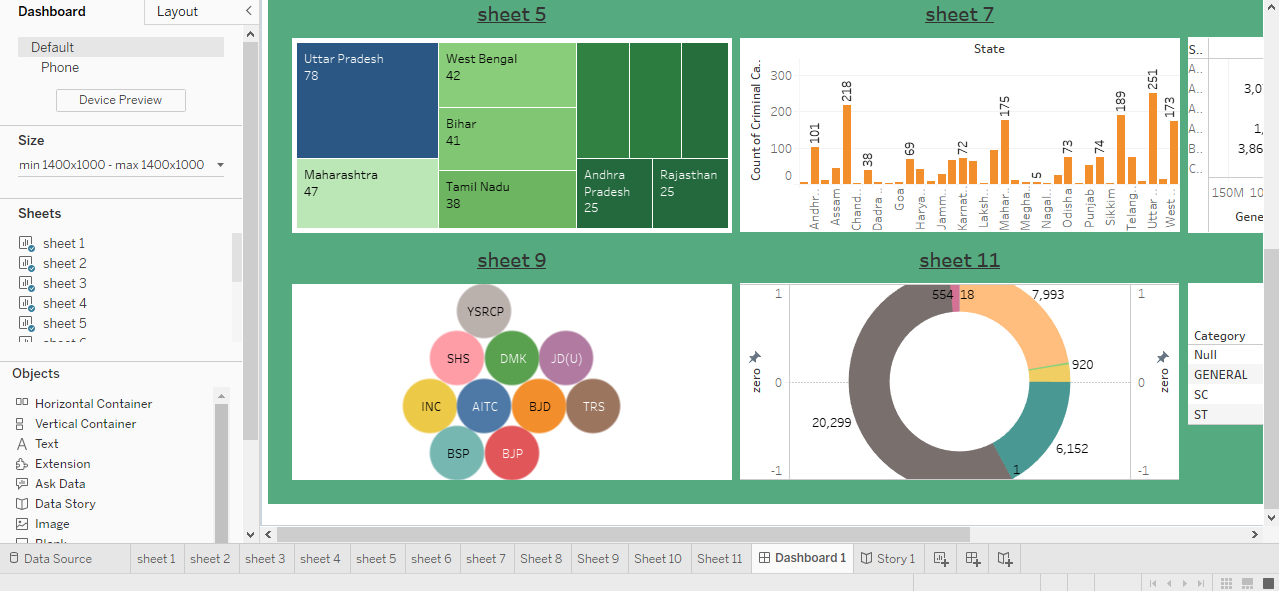 Dashboard
Layout
Default
Phone
Device Preview
Size
min 1400x1000 - max 1400x1000
Sheets
sheet 1
sheet 2
sheet 3
sheet 4
sheet 5
Objects
Horizontal Container
Vertical Container
Text
Extension
Ask Data
Data Story
Image
sheet 5
Uttar Pradesh
78
Maharashtra
47
West Bengal
42
Bihar
41
Tamil Nadu
38
Andhra
Pradesh
25
Rajasthan
25
sheet 7
State
Count of Criminal Ca..
300
200
100
0
101
218
38
69
72
175
5
73
74
189
251
173
Andhr..
Assam
Chand..
Dadra ..
Goa
Harya..
Jamm..
Karnat..
Laksh..
Mahar..
Megha..
Nagal..
Odisha
Punjab
Sikkim
Telang..
Uttar ..
West ..
S..
A..
A..
A..
A..
B..
C..
3,0
1,
3,86
150M
10
Gene
sheet 9
YSRCP
SHS
DMK
JD(U)
INC
AITC
BJD
TRS
BSP
BJP
sheet 11
1
0
-1
zero
554
18
7,993
920
6,152
1
20,299
1
0
-1
zero
Category
Null
GENERAL
SC
ST
Data Source
sheet 1
sheet 2
sheet 3
sheet 4
sheet 5
sheet 6
sheet 7
Sheet 8
Sheet 9
Sheet 10
Sheet 11
Dashboard 1
Story 1